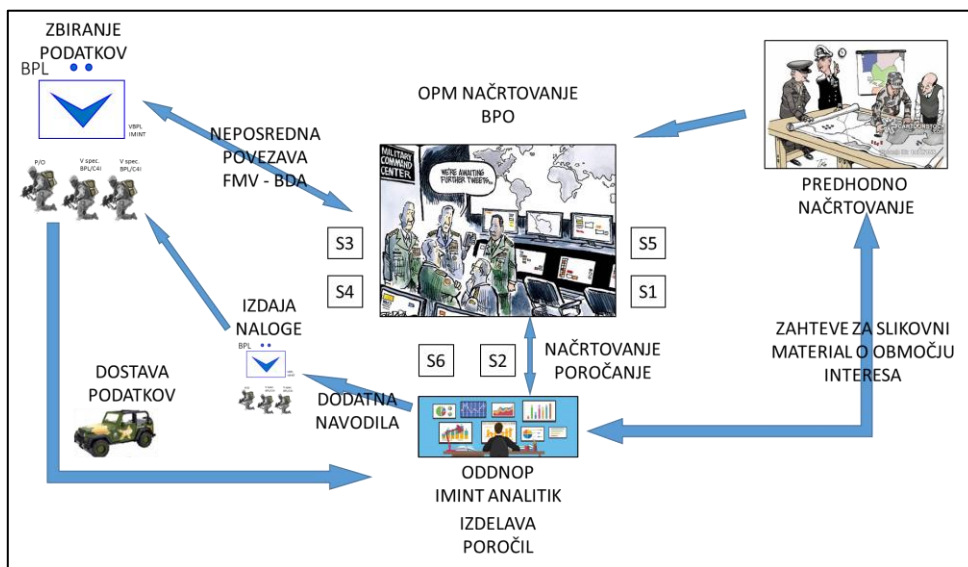 ZBIRANJE
PODATKOV
BPL
VBPL
IMINT
P/O
V spec.
BPL/C4I
V spec.
BPL/C4I
NEPOSREDNA
POVEZAVA
FMV - BDA
OPM NAČRTOVANJE
BPO
MILITARY
COMMAND
CENTER
WE'RE AWAITING
FURTHER TWEETS...
S3
S4
S5
S1
PREDHODNO
NAČRTOVANJE
IZDAJA
NALOGE
BPL
DOSTAVA
PODATKOV
DODATNA
NAVODILA
S6
S2
NAČRTOVANJE
POROČANJE
ZAHTEVE ZA SLIKOVNI
MATERIAL O OBMOČJU
INTERESA
ODDNOP
IMINT ANALITIK
IZDELAVA
POROČIL